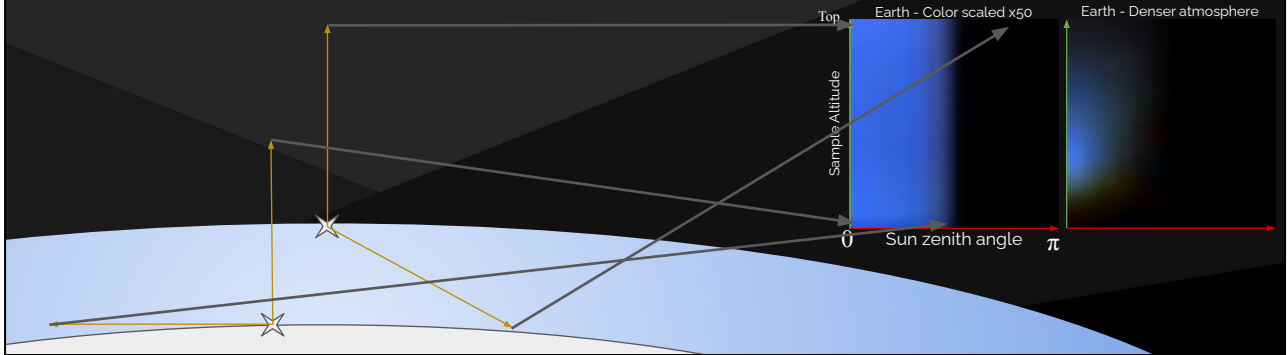 Top
Earth - Color scaled x50
Earth - Denser atmosphere
Sample Altitude
0
Sun zenith angle
π